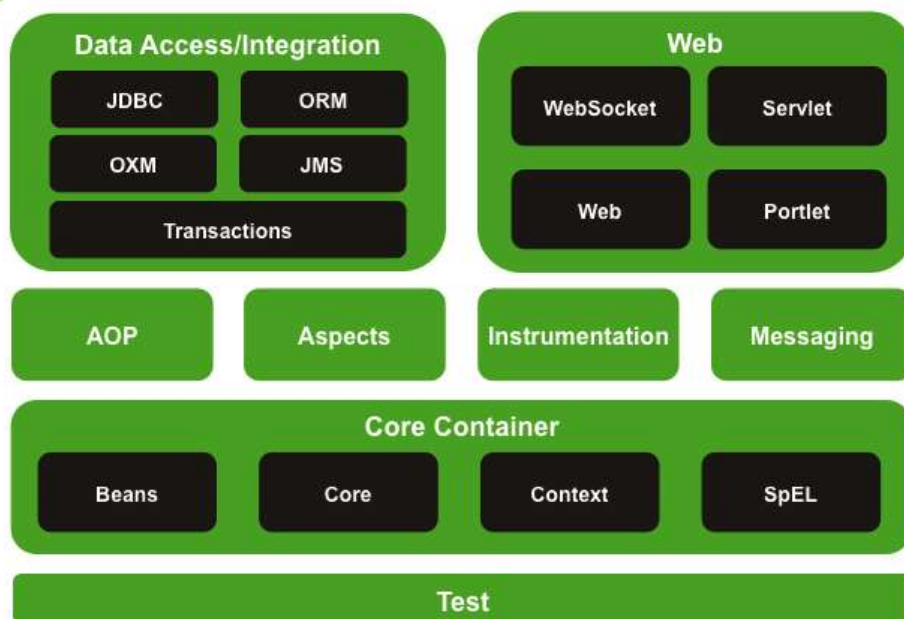 Data Access/Integration
JDBC
ORM
OXM
JMS
Transactions
Web
WebSocket
Servlet
Web
Portlet
AOP
Aspects
Instrumentation
Messaging
Core Container
Beans
Core
Context
SpEL
Test